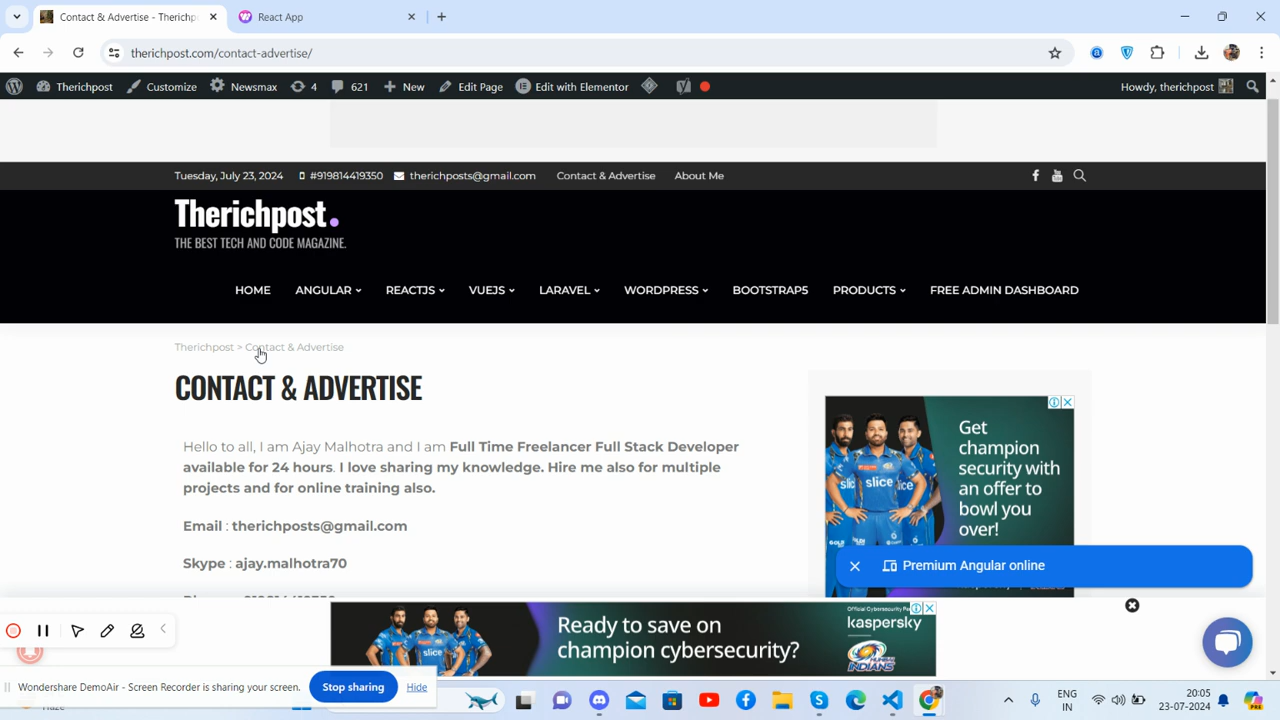 Contact & Advertise - Therichp
React App
therichpost.com/contact-advertise/
Therichpost
Customize
Newsmax
4
621
New
Edit Page
Edit with Elementor
Howdy, therichpost
Tuesday, July 23, 2024
#919814419350
therichposts@gmail.com
Contact & Advertise
About Me
Therichpost.
THE BEST TECH AND CODE MAGAZINE.
HOME
ANGULAR
REACTJS
VUEJS
LARAVEL
WORDPRESS
BOOTSTRAP5
PRODUCTS
FREE ADMIN DASHBOARD
Therichpost > Contact & Advertise
CONTACT & ADVERTISE
Hello to all, I am Ajay Malhotra and I am Full Time Freelancer Full Stack Developer
available for 24 hours. I love sharing my knowledge. Hire me also for multiple
projects and for online training also.
Email : therichposts@gmail.com
Skype : ajay.malhotra70
Get
champion
security with
an offer to
bowl you
over!
slice
slice
Premium Angular online
Ready to save on
champion cybersecurity?
kaspersky
INDIANS
Wondershare DemoAir - Screen Recorder is sharing your screen.
Stop sharing
Hide
ENG
IN
20:05
23-07-2024